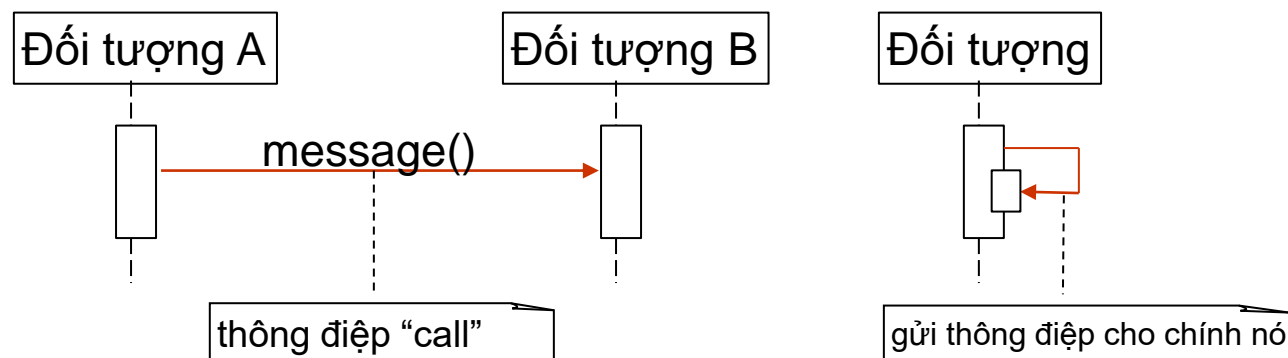 Đối tượng A
Đối tượng B
Đối tượng
message()
thông điệp “call”
gửi thông điệp cho chính nó